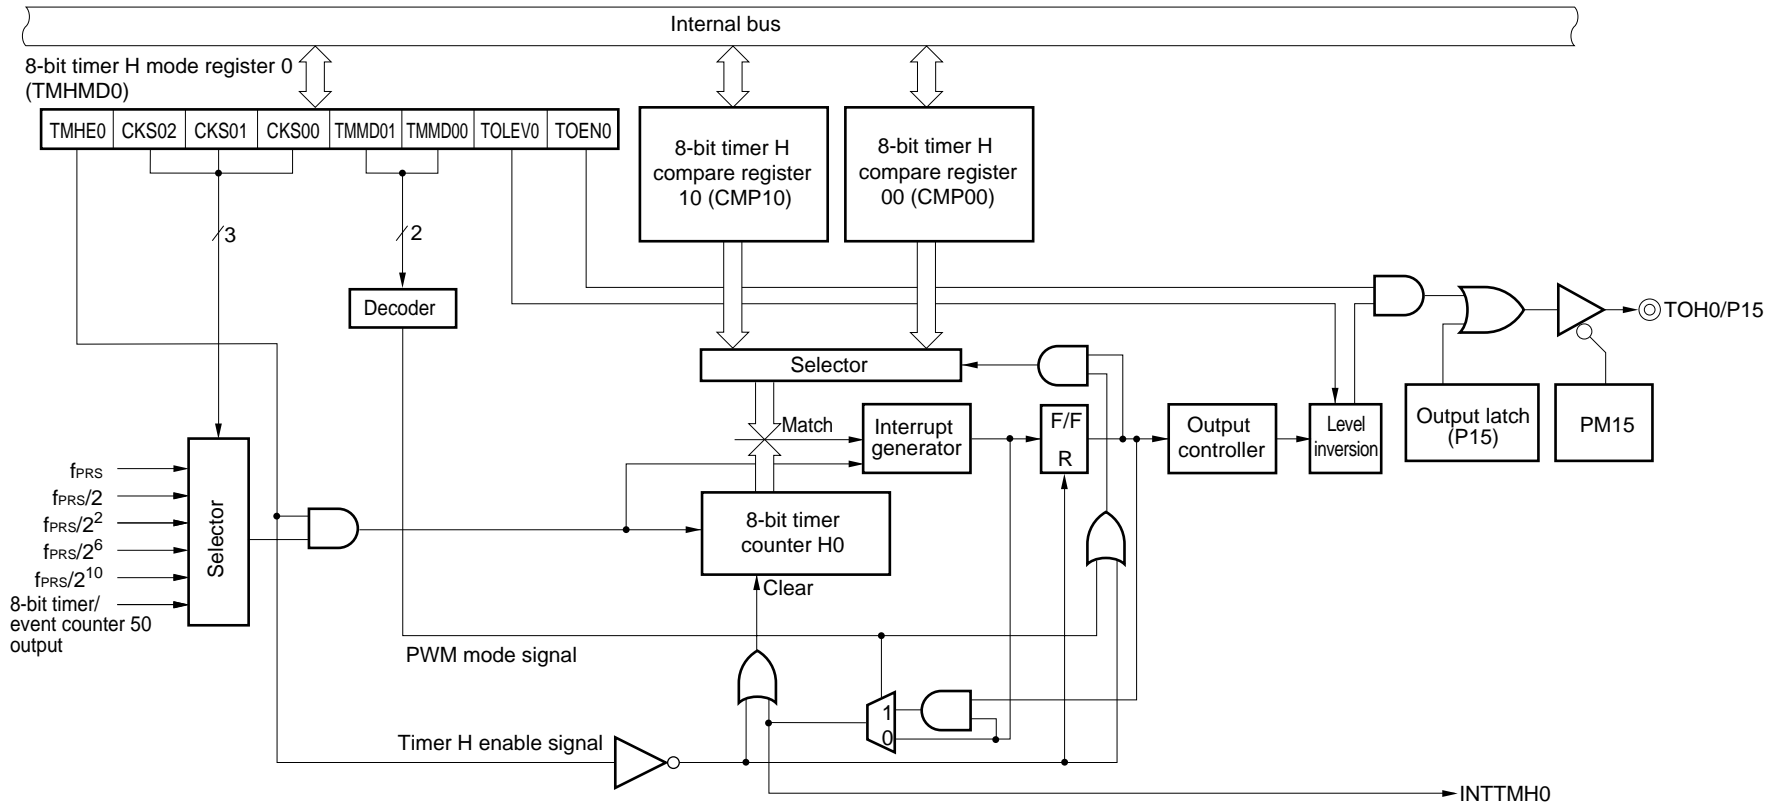 Internal bus
8-bit timer H mode register 0
(TMHMD0)
TMHE0 CKS02 CKS01 CKS00 TMMD01 TMMD00 TOLEV0 TOEN0
8-bit timer H
compare register
10 (CMP10)
8-bit timer H
compare register
00 (CMP00)
3
2
Decoder
TOH0/P15
Selector
Match
Interrupt
generator
F/F
R
Output
controller
Level
inversion
Output latch
(P15)
PM15
fPRS
fPRS/2
fPRS/2²
fPRS/2⁶
fPRS/2¹⁰
8-bit timer/
event counter 50
output
Selector
8-bit timer
counter H0
Clear
PWM mode signal
1
0
Timer H enable signal
INTTMH0